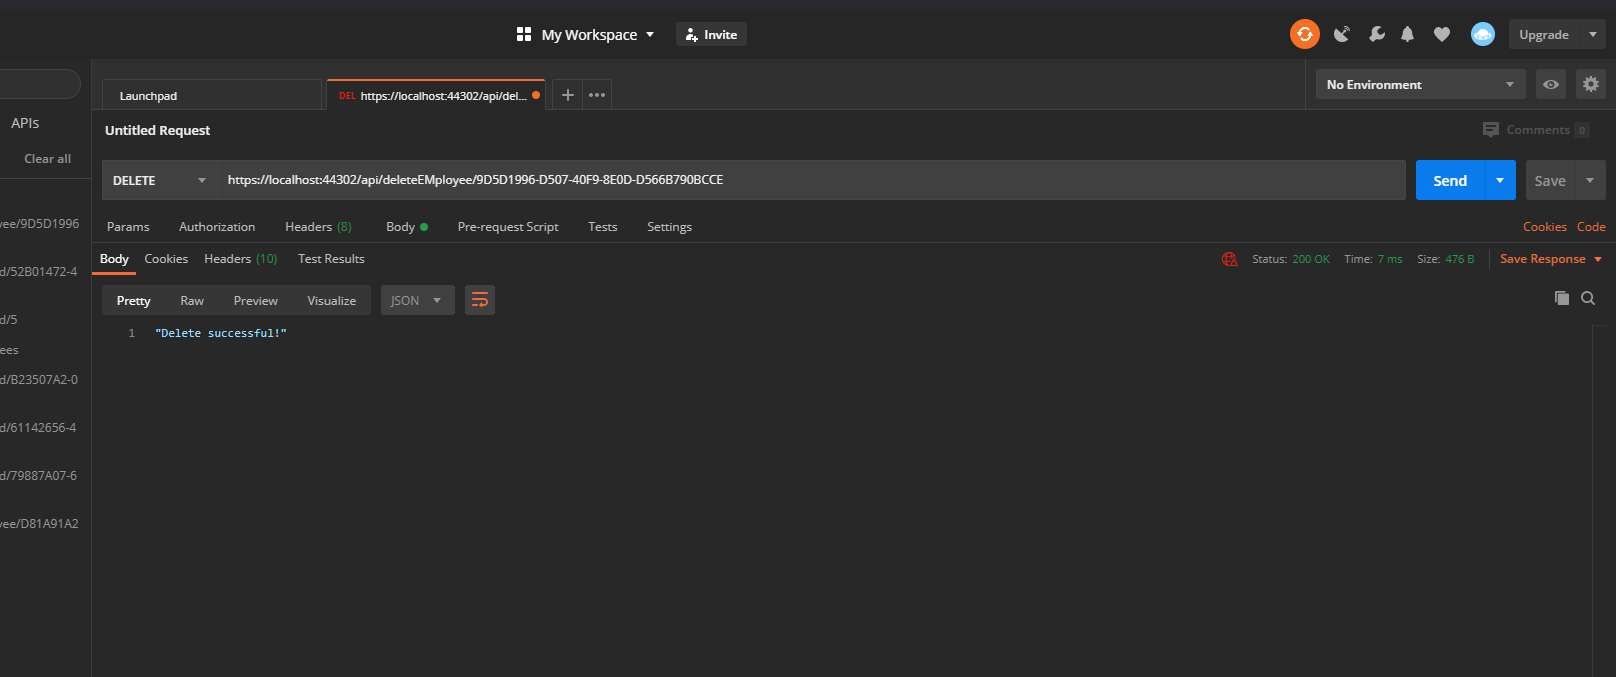 My Workspace Invite Upgrade
Launchpad DEL https://localhost:44302/api/del... No Environment
APIs
Untitled Request Comments 0
Clear all
DELETE https://localhost:44302/api/deleteEMployee/9D5D1996-D507-40F9-8E0D-D566B790BCCE Send Save
yee/9D5D1996 Params Authorization Headers (8) Body Pre-request Script Tests Settings Cookies Code
Body Cookies Headers (10) Test Results Status: 200 OK Time: 7 ms Size: 476 B Save Response
d/52B01472-4
Pretty Raw Preview Visualize JSON
d/5
1 "Delete successful!"
ees
d/B23507A2-0
d/61142656-4
d/79887A07-6
yee/D81A91A2